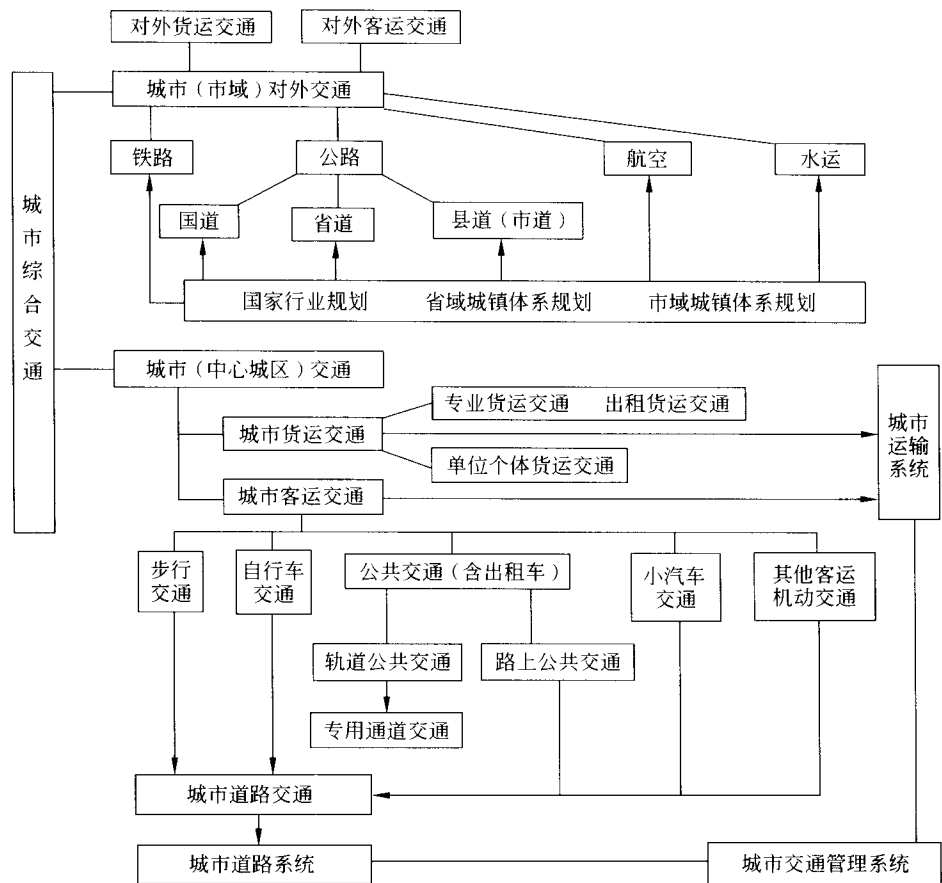 对外货运交通
对外客运交通
城市（市域）对外交通
铁路
公路
航空
水运
国道
省道
县道（市道）
国家行业规划 省域城镇体系规划 市域城镇体系规划
城市综合交通
城市（中心城区）交通
专业货运交通 出租货运交通
城市货运交通
单位个体货运交通
城市客运交通
城市
运输
系统
步行
交通
自行车
交通
公共交通（含出租车）
小汽车
交通
其他客运
机动交通
轨道公共交通
路上公共交通
专用通道交通
城市道路交通
城市道路系统
城市交通管理系统